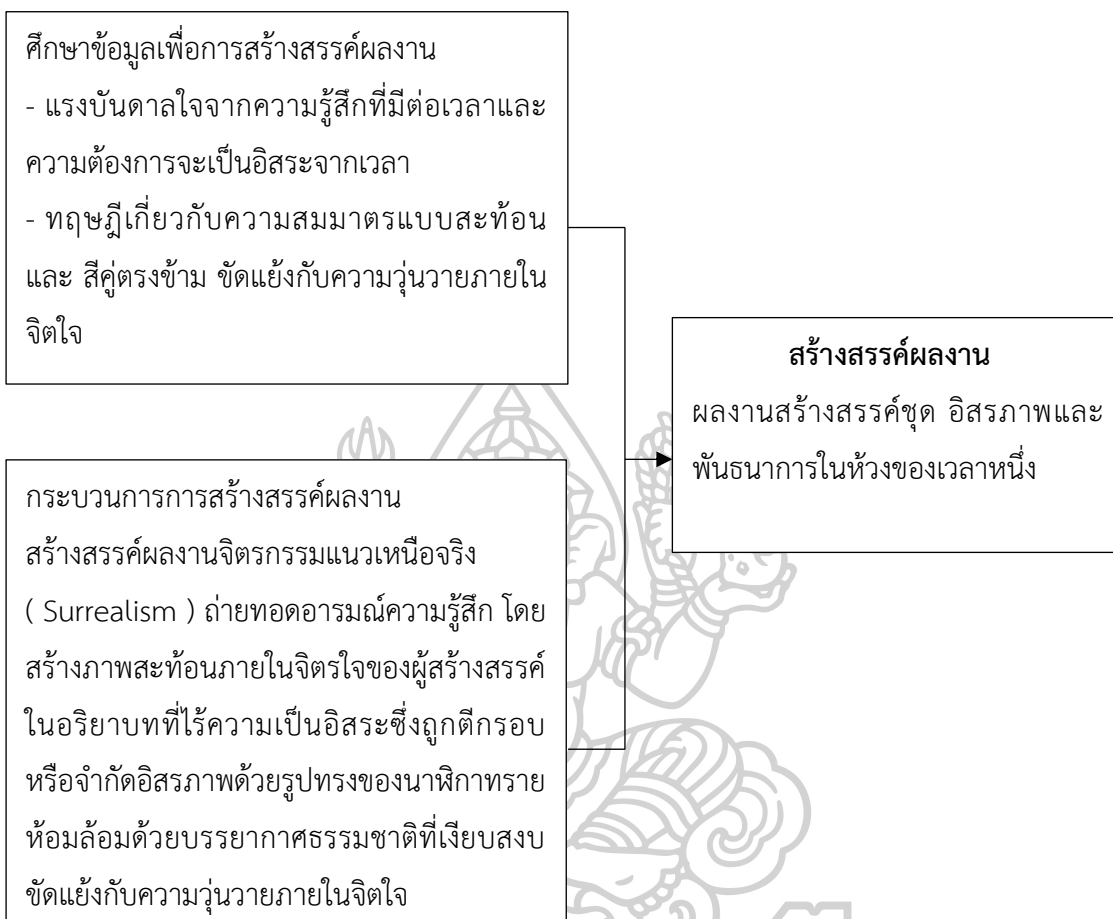 ศึกษาข้อมูลเพื่อการสร้างสรรค์ผลงาน
- แรงบันดาลใจจากความรู้สึกที่มีต่อเวลาและ
ความต้องการจะเป็นอิสระจากเวลา
- ทฤษฎีเกี่ยวกับความสมมาตรแบบสะท้อน
และ สีคู่ตรงข้าม ขัดแย้งกับความวุ่นวายภายใน
จิตใจ
สร้างสรรค์ผลงาน
ผลงานสร้างสรรค์ชุด อิสรภาพและ
พันธนาการในห้วงของเวลาหนึ่ง
กระบวนการการสร้างสรรค์ผลงาน
สร้างสรรค์ผลงานจิตรกรรมแนวเหนือจริง
( Surrealism ) ถ่ายทอดอารมณ์ความรู้สึก โดย
สร้างภาพสะท้อนภายในจิตรใจของผู้สร้างสรรค์
ในอริยาบทที่ไร้ความเป็นอิสระซึ่งถูกตีกรอบ
หรือจำกัดอิสรภาพด้วยรูปทรงของนาฬิกาทราย
ห้อมล้อมด้วยบรรยากาศธรรมชาติที่เงียบสงบ
ขัดแย้งกับความวุ่นวายภายในจิตใจ